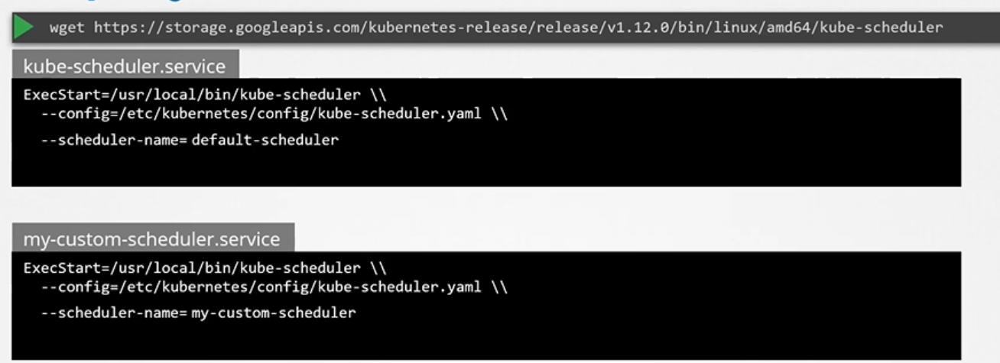 wget https://storage.googleapis.com/kubernetes-release/release/v1.12.0/bin/linux/amd64/kube-scheduler
kube-scheduler.service
ExecStart=/usr/local/bin/kube-scheduler \\
--config=/etc/kubernetes/config/kube-scheduler.yaml \\
--scheduler-name= default-scheduler
my-custom-scheduler.service
ExecStart=/usr/local/bin/kube-scheduler \\
--config=/etc/kubernetes/config/kube-scheduler.yaml \\
--scheduler-name= my-custom-scheduler